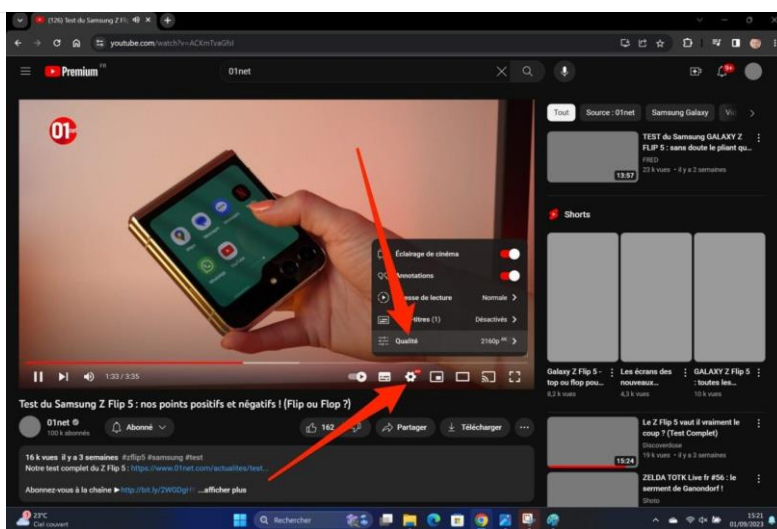 (126) Test du Samsung Z Fli
youtube.com/watch?v=ACXmTvaGfsI
Premium FR
01net
9+
01
Éclairage de cinéma
Annotations
esse de lecture Normale
titres (1) Désactivés
Qualité 2160p 4K
1:33 / 3:35
Test du Samsung Z Flip 5 : nos points positifs et négatifs ! (Flip ou Flop ?)
01net
100 k abonnés
Abonné
162
Partager
Télécharger
16 k vues il y a 3 semaines #zflip5 #samsung #test
Notre test complet du Z Flip 5 : https://www.01net.com/actualites/test...
Abonnez-vous à la chaîne ►http://bit.ly/2WGDgi ...afficher plus
Tout
Source : 01net
Samsung Galaxy
TEST du Samsung GALAXY Z
FLIP 5 : sans doute le pliant qu...
FRED
23 k vues • il y a 2 semaines
13:57
Shorts
Galaxy Z Flip 5 -
top ou flop pou...
8,2 k vues
Les écrans des
nouveaux...
4,3 k vues
GALAXY Z Flip 5
: toutes les...
10 k vues
Le Z Flip 5 vaut il vraiment le
coup ? (Test Complet)
Discoverdose
19 k vues • il y a 3 semaines
15:24
ZELDA TOTK Live fr #56 : le
serment de Ganondorf !
Shoto
23°C
Ciel couvert
Rechercher
15:21
01/09/2023